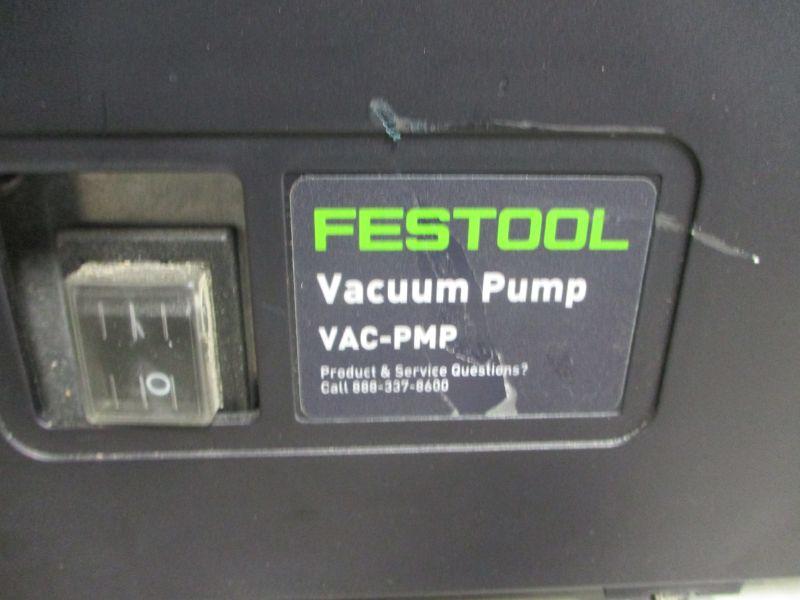 FESTOOL
Vacuum Pump
VAC-PMP
Product & Service Questions?
Call 888-337-8600
O